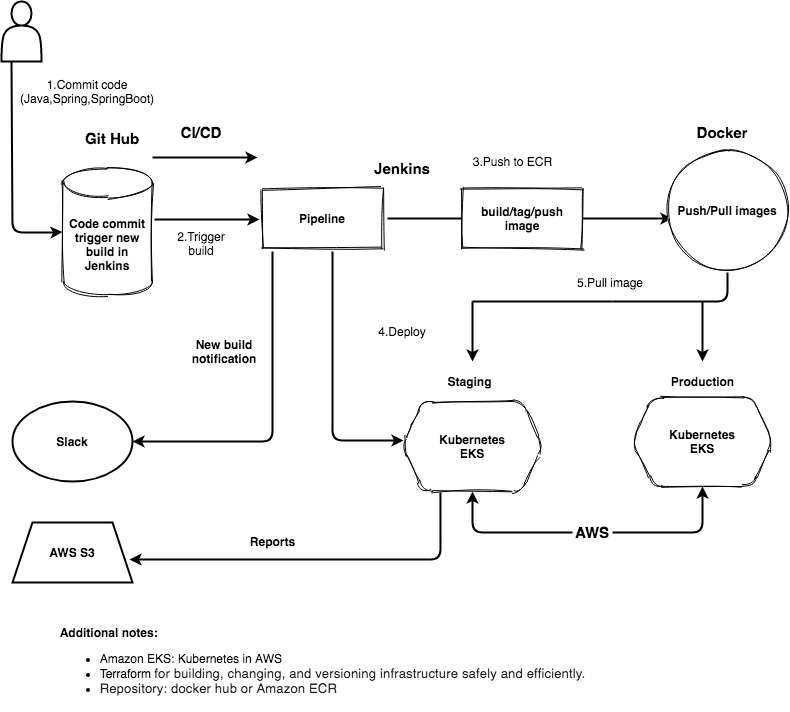 1.Commit code
(Java,Spring,SpringBoot)
Git Hub
CI/CD
Docker
Jenkins
3.Push to ECR
Code commit
trigger new
build in
Jenkins
2.Trigger
build
Pipeline
build/tag/push
image
Push/Pull images
5.Pull image
New build
notification
4.Deploy
Staging
Production
Slack
Kubernetes
EKS
Kubernetes
EKS
AWS
AWS S3
Reports
Additional notes:
• Amazon EKS: Kubernetes in AWS
• Terraform for building, changing, and versioning infrastructure safely and efficiently.
• Repository: docker hub or Amazon ECR